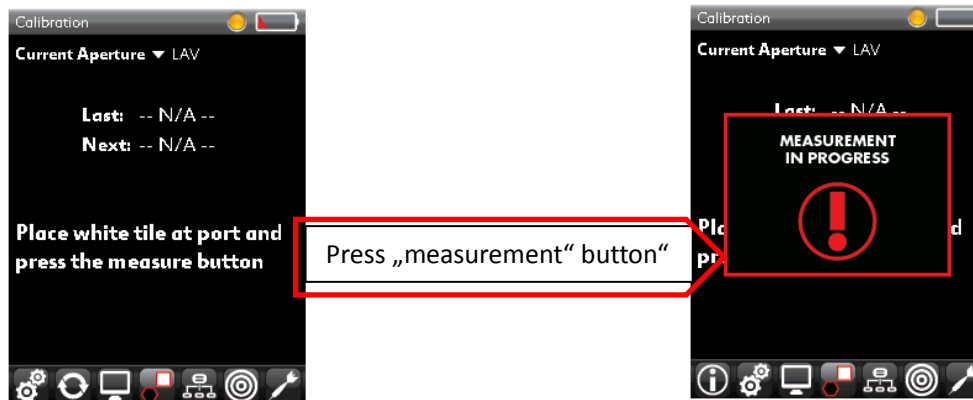 Calibration
Current Aperture ▼ LAV
Last: -- N/A --
Next: -- N/A --
Place white tile at port and
press the measure button
Press „measurement“ button“
Calibration
Current Aperture ▼ LAV
Last: -- N/A --
MEASUREMENT
IN PROGRESS